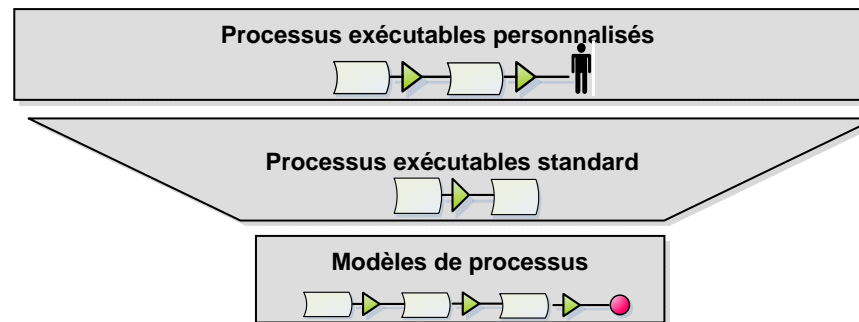 Processus exécutables personnalisés
Processus exécutables standard
Modèles de processus